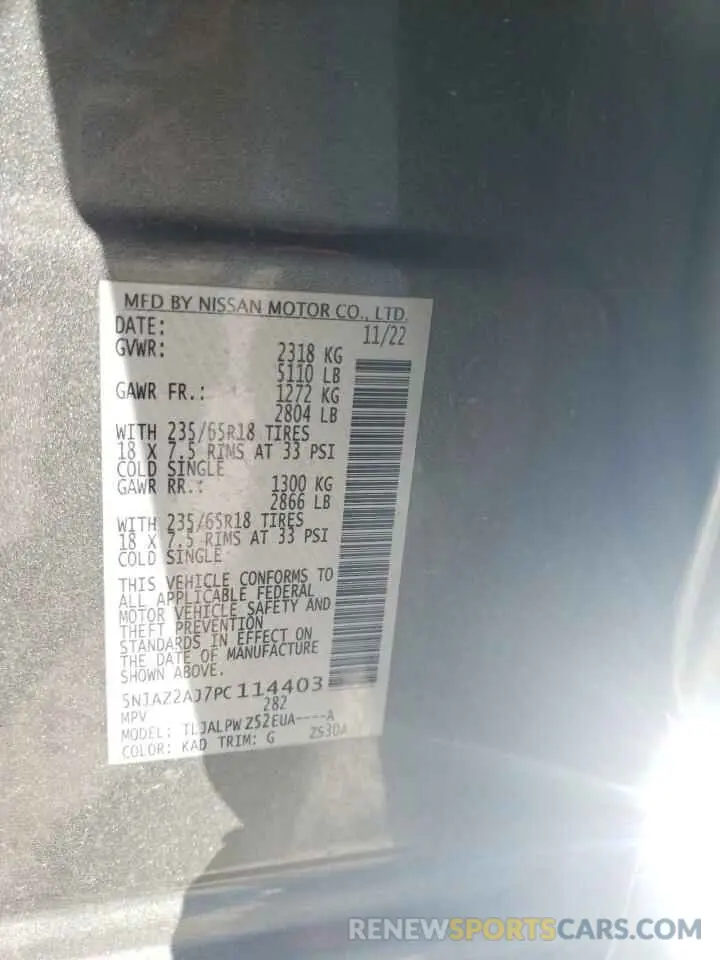 MFD BY NISSAN MOTOR CO., LTD.
DATE: 11/22
GVWR: 2318 KG
5110 LB
GAWR FR.: 1272 KG
2804 LB
WITH 235/65R18 TIRES
18 X 7.5 RIMS AT 33 PSI
COLD SINGLE
GAWR RR.: 1300 KG
2866 LB
WITH 235/65R18 TIRES
18 X 7.5 RIMS AT 33 PSI
COLD SINGLE
THIS VEHICLE CONFORMS TO
ALL APPLICABLE FEDERAL
MOTOR VEHICLE SAFETY AND
THEFT PREVENTION
STANDARDS IN EFFECT ON
THE DATE OF MANUFACTURE
SHOWN ABOVE.
5N1AZ2AJ7PC114403
282
MPV
MODEL: TLJALPW Z52EUA----A
COLOR: KAD TRIM: G Z530A
RENEWSPORTSCARS.COM